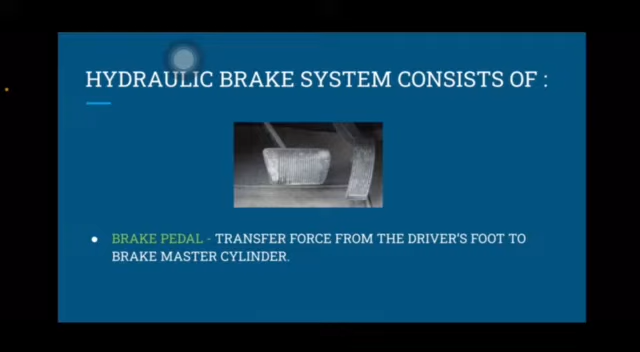 HYDRAULIC BRAKE SYSTEM CONSISTS OF :
BRAKE PEDAL - TRANSFER FORCE FROM THE DRIVER'S FOOT TO
BRAKE MASTER CYLINDER.